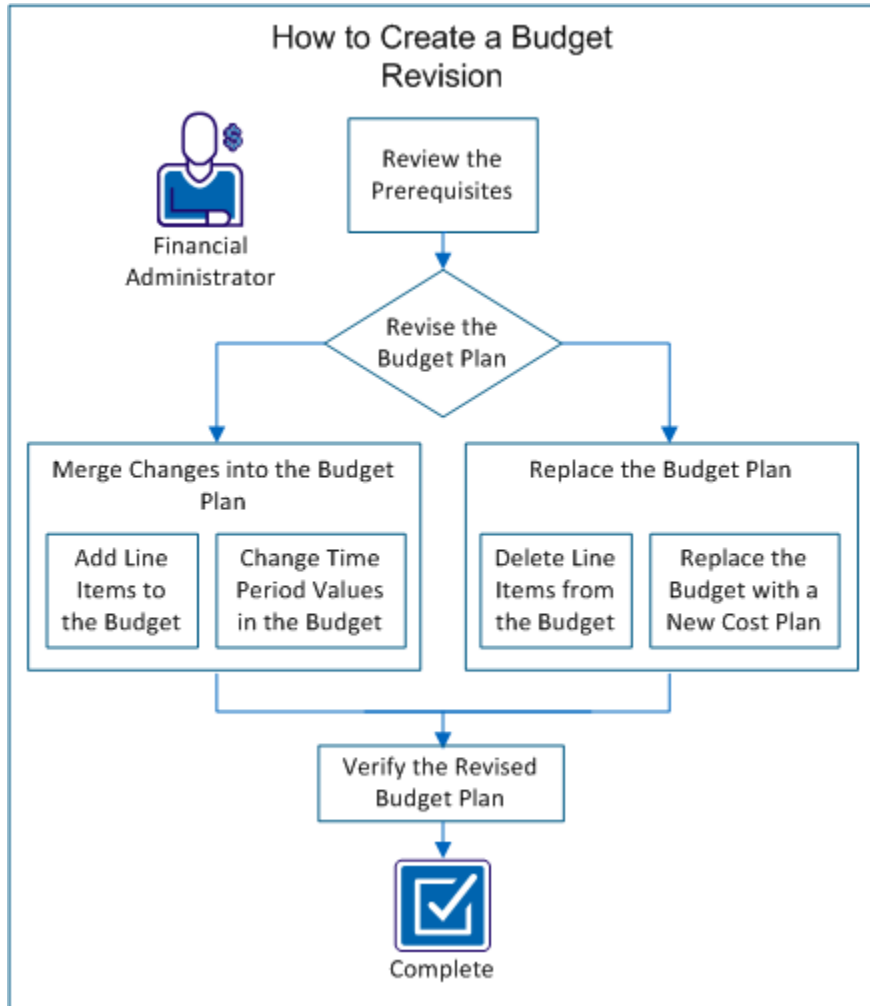 How to Create a Budget
Revision
$
Financial
Administrator
Review the
Prerequisites
Revise the
Budget Plan
Merge Changes into the Budget
Plan
Add Line
Items to
the Budget
Change Time
Period Values
in the Budget
Replace the Budget Plan
Delete Line
Items from
the Budget
Replace the
Budget with a
New Cost Plan
Verify the Revised
Budget Plan
Complete